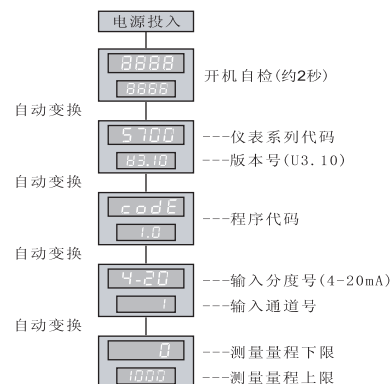 电源投入
8888
8888
开机自检(约2秒)
自动变换
5700
U3.10
---仪表系列代码
---版本号(U3.10)
自动变换
codE
1.0
---程序代码
自动变换
4-20
1
---输入分度号(4-20mA)
---输入通道号
自动变换
0
1000
---测量量程下限
---测量量程上限